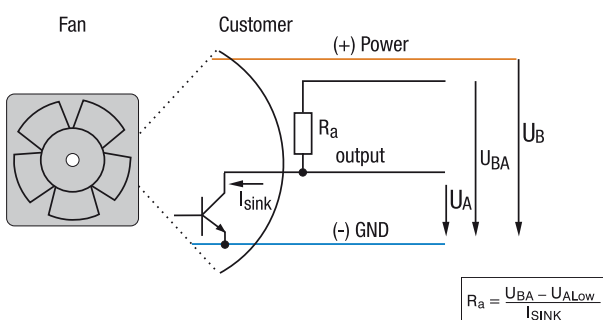 Fan
Customer
(+) Power
Ra
output
Isink
UA
UBA
UB
(-) GND
Ra = UBA – UALow
ISINK